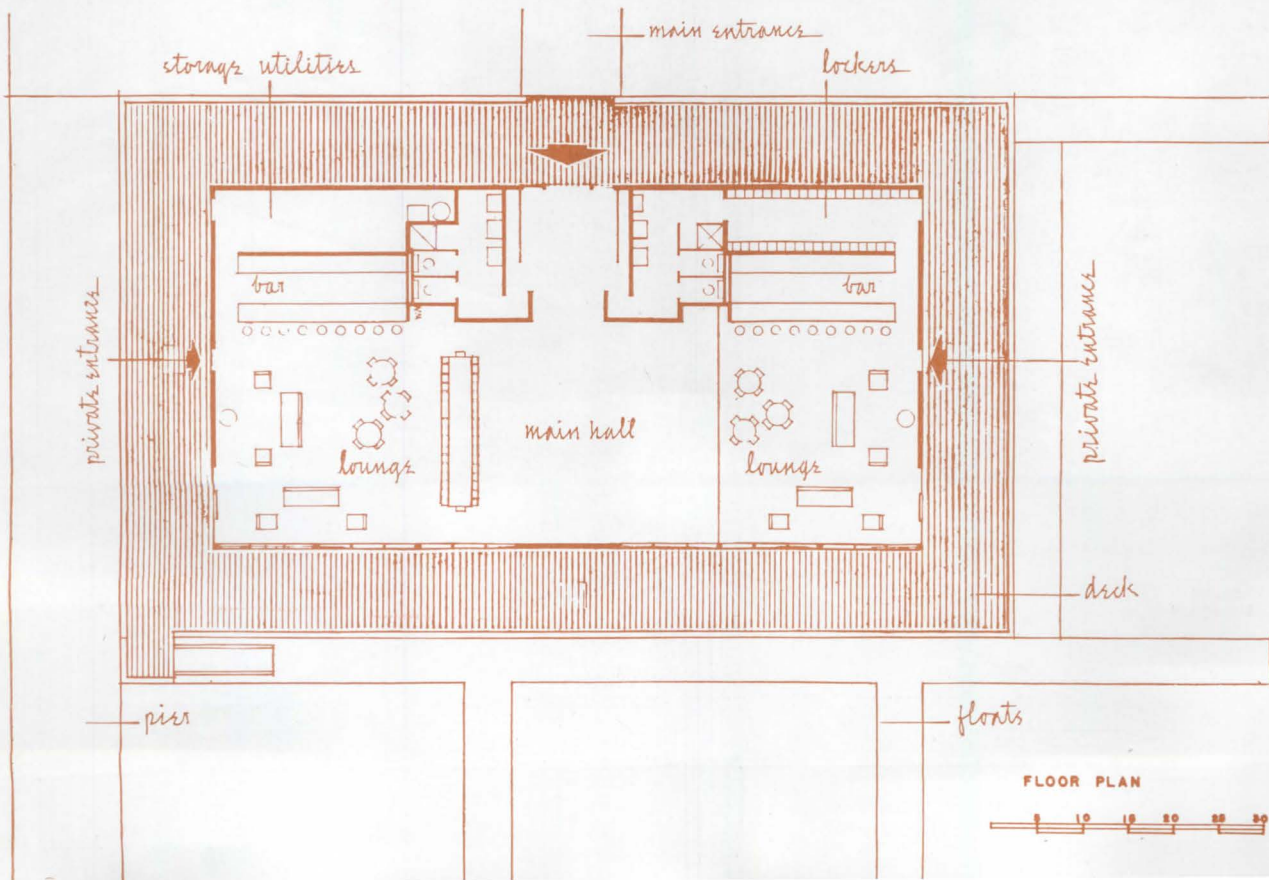 main entrance
storage utilities
lockers
bar
bar
private entrance
private entrance
main hall
lounge
lounge
deck
pier
floats
FLOOR PLAN
5 10 15 20 25 30